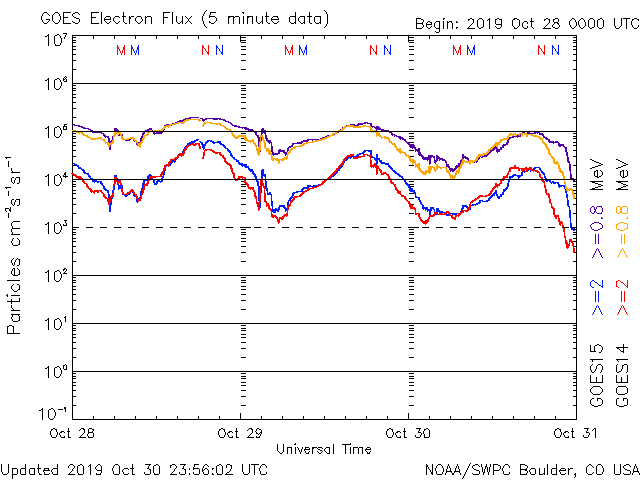 GOES Electron Flux (5 minute data)
Begin: 2019 Oct 28 0000 UTC
M M N N M M N N M M N N
10⁷
10⁶
10⁵
10⁴
10³
10²
10¹
10⁰
10⁻¹
Particles cm⁻²s⁻¹sr⁻¹
Oct 28 Oct 29 Oct 30 Oct 31
Universal Time
GOES15 >=2 >=0.8 MeV
GOES14 >=2 >=0.8 MeV
Updated 2019 Oct 30 23:56:02 UTC
NOAA/SWPC Boulder, CO USA